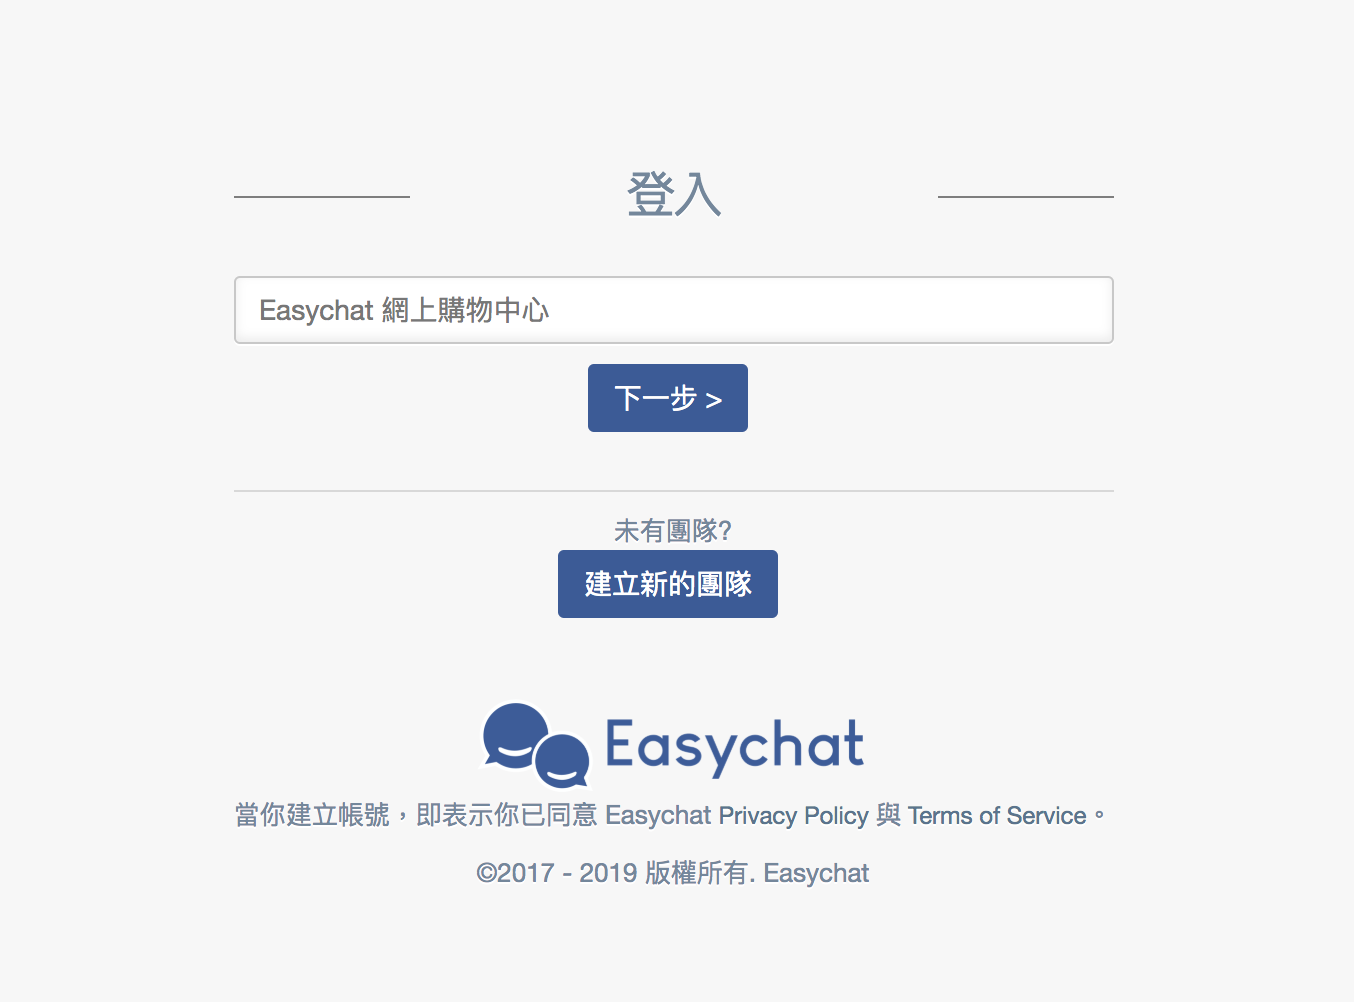 登入
Easychat 網上購物中心
下一步 >
未有團隊?
建立新的團隊
Easychat
當你建立帳號，即表示你已同意 Easychat Privacy Policy 與 Terms of Service。
©2017 - 2019 版權所有. Easychat